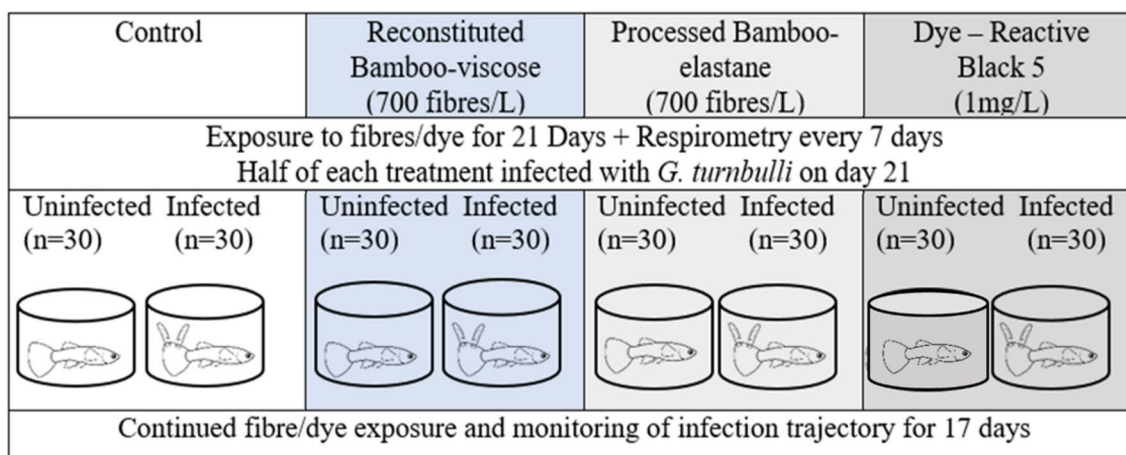 Control
Reconstituted
Bamboo-viscose
(700 fibres/L)
Processed Bamboo-
elastane
(700 fibres/L)
Dye – Reactive
Black 5
(1mg/L)
Exposure to fibres/dye for 21 Days + Respirometry every 7 days
Half of each treatment infected with G. turnbulli on day 21
Uninfected Infected
(n=30) (n=30)
Uninfected Infected
(n=30) (n=30)
Uninfected Infected
(n=30) (n=30)
Uninfected Infected
(n=30) (n=30)
Continued fibre/dye exposure and monitoring of infection trajectory for 17 days